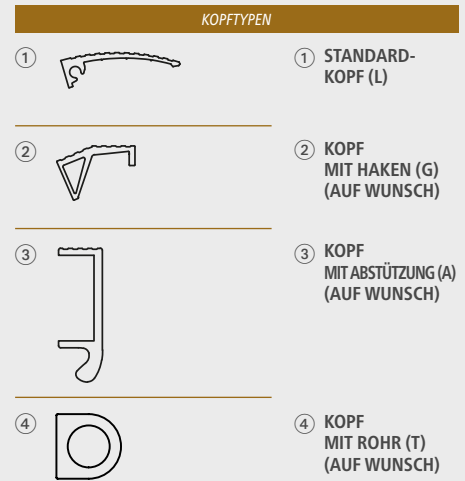 KOPFTYPEN
① ① STANDARD-
KOPF (L)
② ② KOPF
MIT HAKEN (G)
(AUF WUNSCH)
③ ③ KOPF
MIT ABSTÜTZUNG (A)
(AUF WUNSCH)
④ ④ KOPF
MIT ROHR (T)
(AUF WUNSCH)